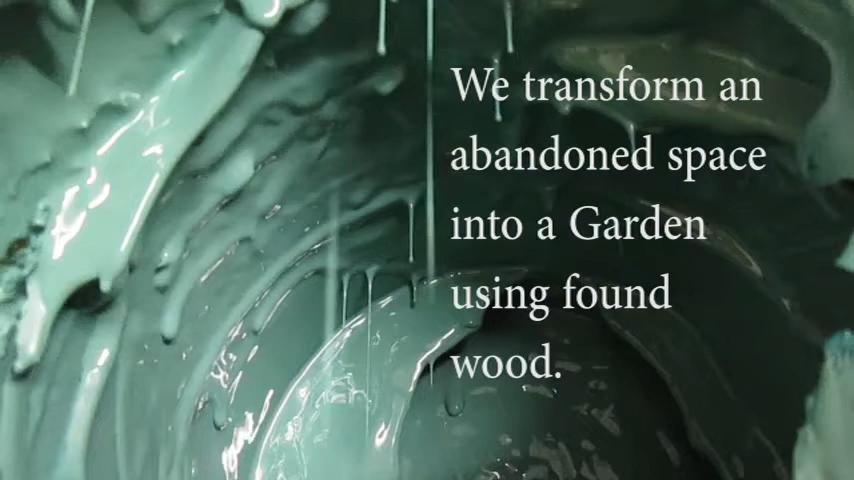 We transform an
abandoned space
into a Garden
using found
wood.